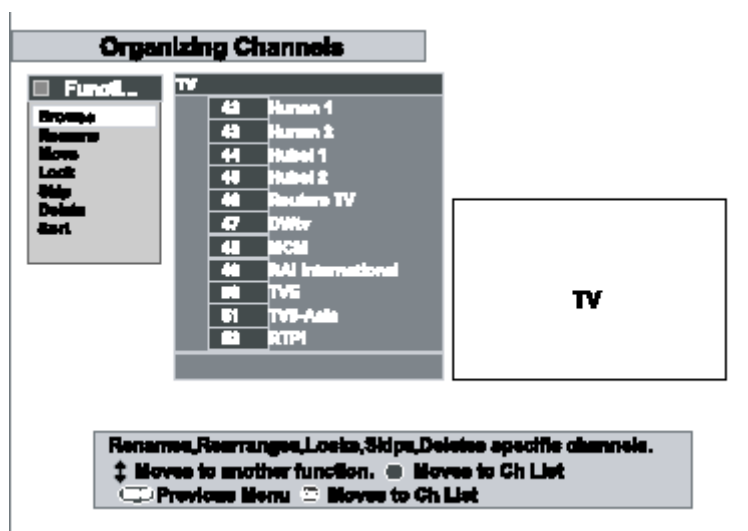 Organizing Channels
Functi...
Browse
Rename
Move
Lock
Skip
Delete
Sort
TV
42 Hunan 1
43 Hunan 2
44 Hubei 1
45 Hubei 2
46 Reuters TV
47 DWtv
48 MCM
49 RAI International
50 TVE
51 TV5-Asia
52 RTPI
TV
Renames,Rearranges,Locks,Skips,Deletes specific channels.
Moves to another function. Moves to Ch List
Previous Menu Moves to Ch List